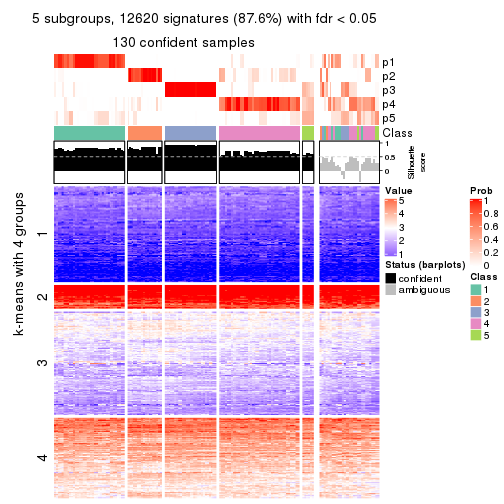 5 subgroups, 12620 signatures (87.6%) with fdr < 0.05
130 confident samples
p1
p2
p3
p4
p5
Class
1
0.5
0
Silhouette
score
k-means with 4 groups
1
2
3
4
Value
5
4
3
2
1
Status (barplots)
confident
ambiguous
Prob
1
0.8
0.6
0.4
0.2
0
Class
1
2
3
4
5